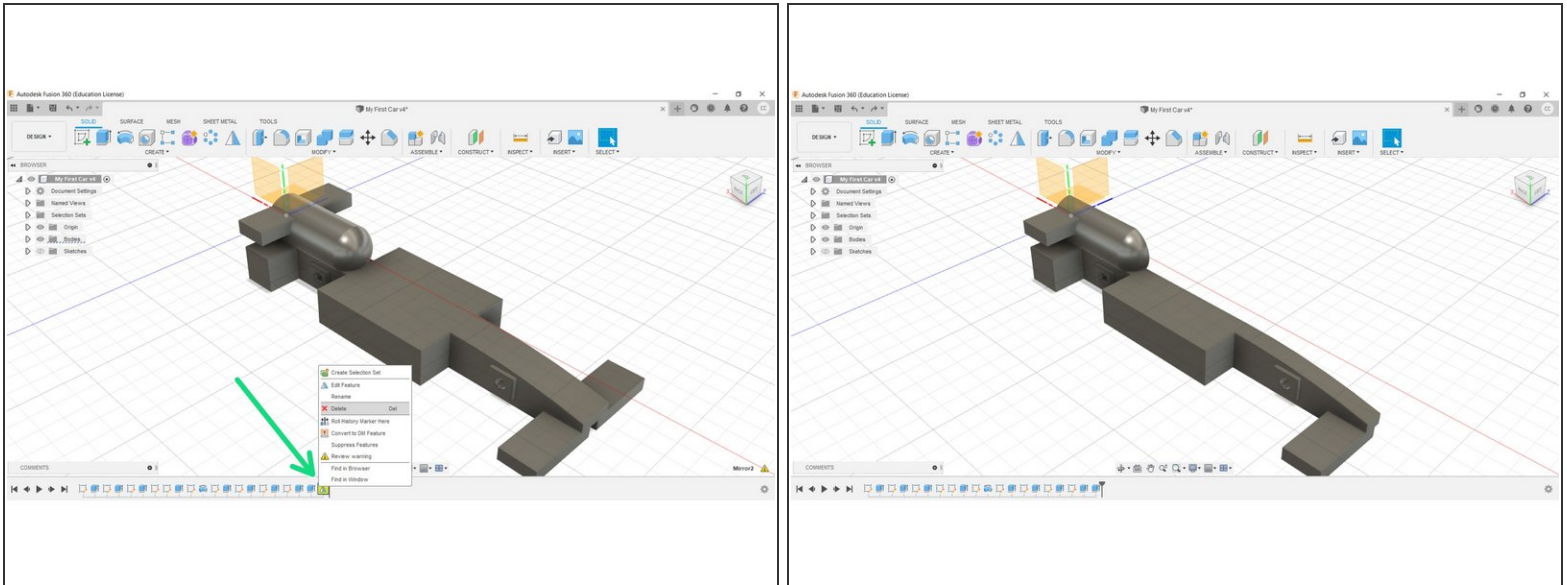 Autodesk Fusion 360 (Education License)
My First Car v4*
SOLID SURFACE MESH SHEET METAL TOOLS
DESIGN
CREATE MODIFY ASSEMBLE CONSTRUCT INSPECT INSERT SELECT
BROWSER
My First Car v4
Document Settings
Named Views
Selection Sets
Origin
Bodies
Sketches
Create Selection Set
Edit Feature
Rename
Delete Del
Roll History Marker Here
Convert to DM Feature
Suppress Features
Review warning
Find in Browser
Find in Window
COMMENTS
Mirror2
Autodesk Fusion 360 (Education License)
My First Car v4*
SOLID SURFACE MESH SHEET METAL TOOLS
DESIGN
CREATE MODIFY ASSEMBLE CONSTRUCT INSPECT INSERT SELECT
BROWSER
My First Car v4
Document Settings
Named Views
Selection Sets
Origin
Bodies
Sketches
COMMENTS